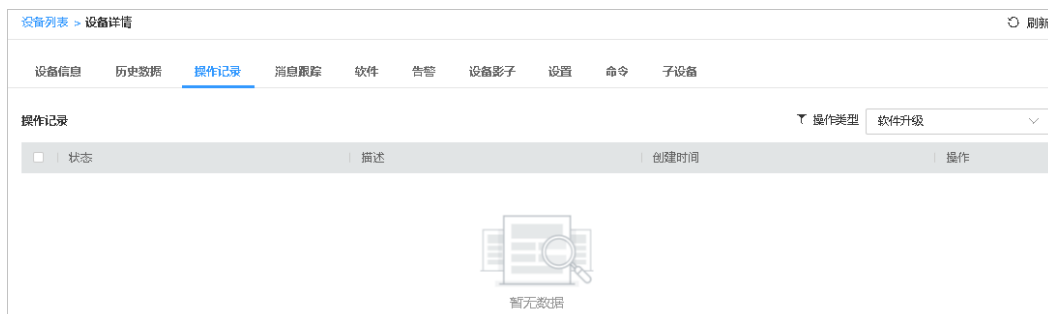 设备列表 > 设备详情 刷新
设备信息 历史数据 操作记录 消息跟踪 软件 告警 设备影子 设置 命令 子设备
操作记录 操作类型 软件升级
状态 描述 创建时间 操作
暂无数据